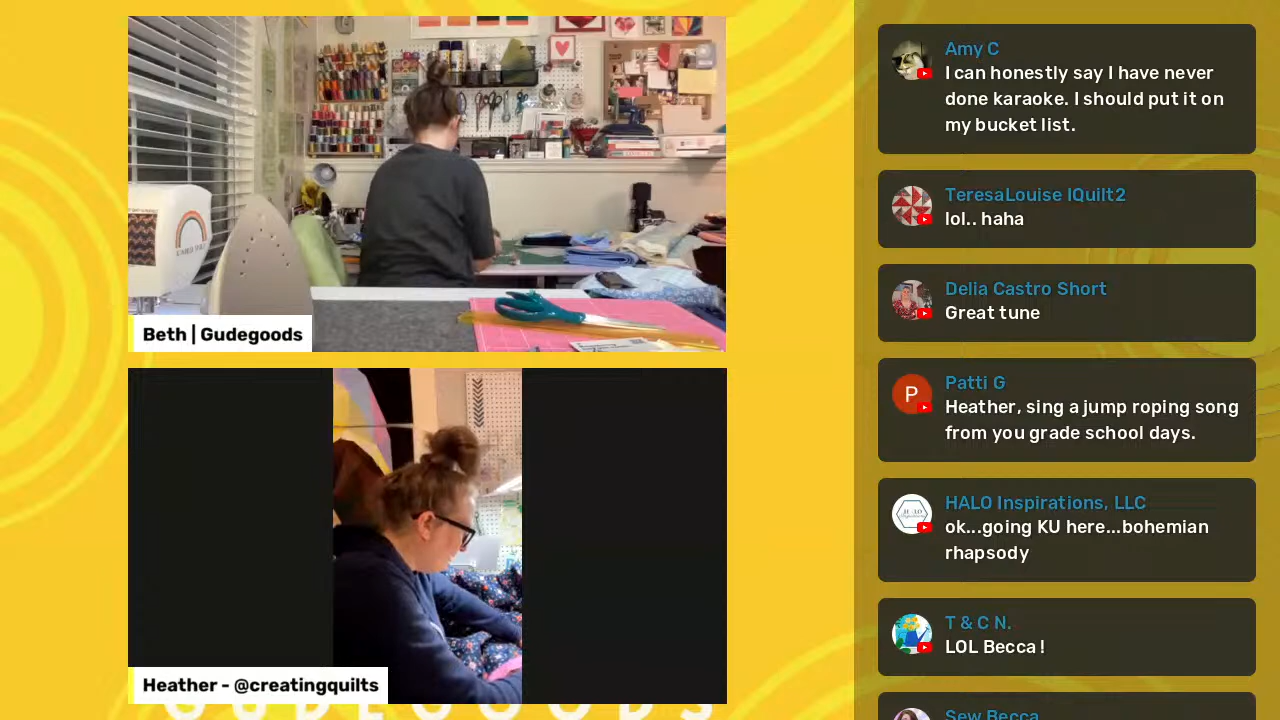 Beth | Gudegoods
Heather - @creatingquilts
GUDEGOODS
Amy C
I can honestly say I have never
done karaoke. I should put it on
my bucket list.
TeresaLouise IQuilt2
lol.. haha
Delia Castro Short
Great tune
P
Patti G
Heather, sing a jump roping song
from you grade school days.
HALO Inspirations, LLC
ok...going KU here...bohemian
rhapsody
T & C N.
LOL Becca !
Sew Becca